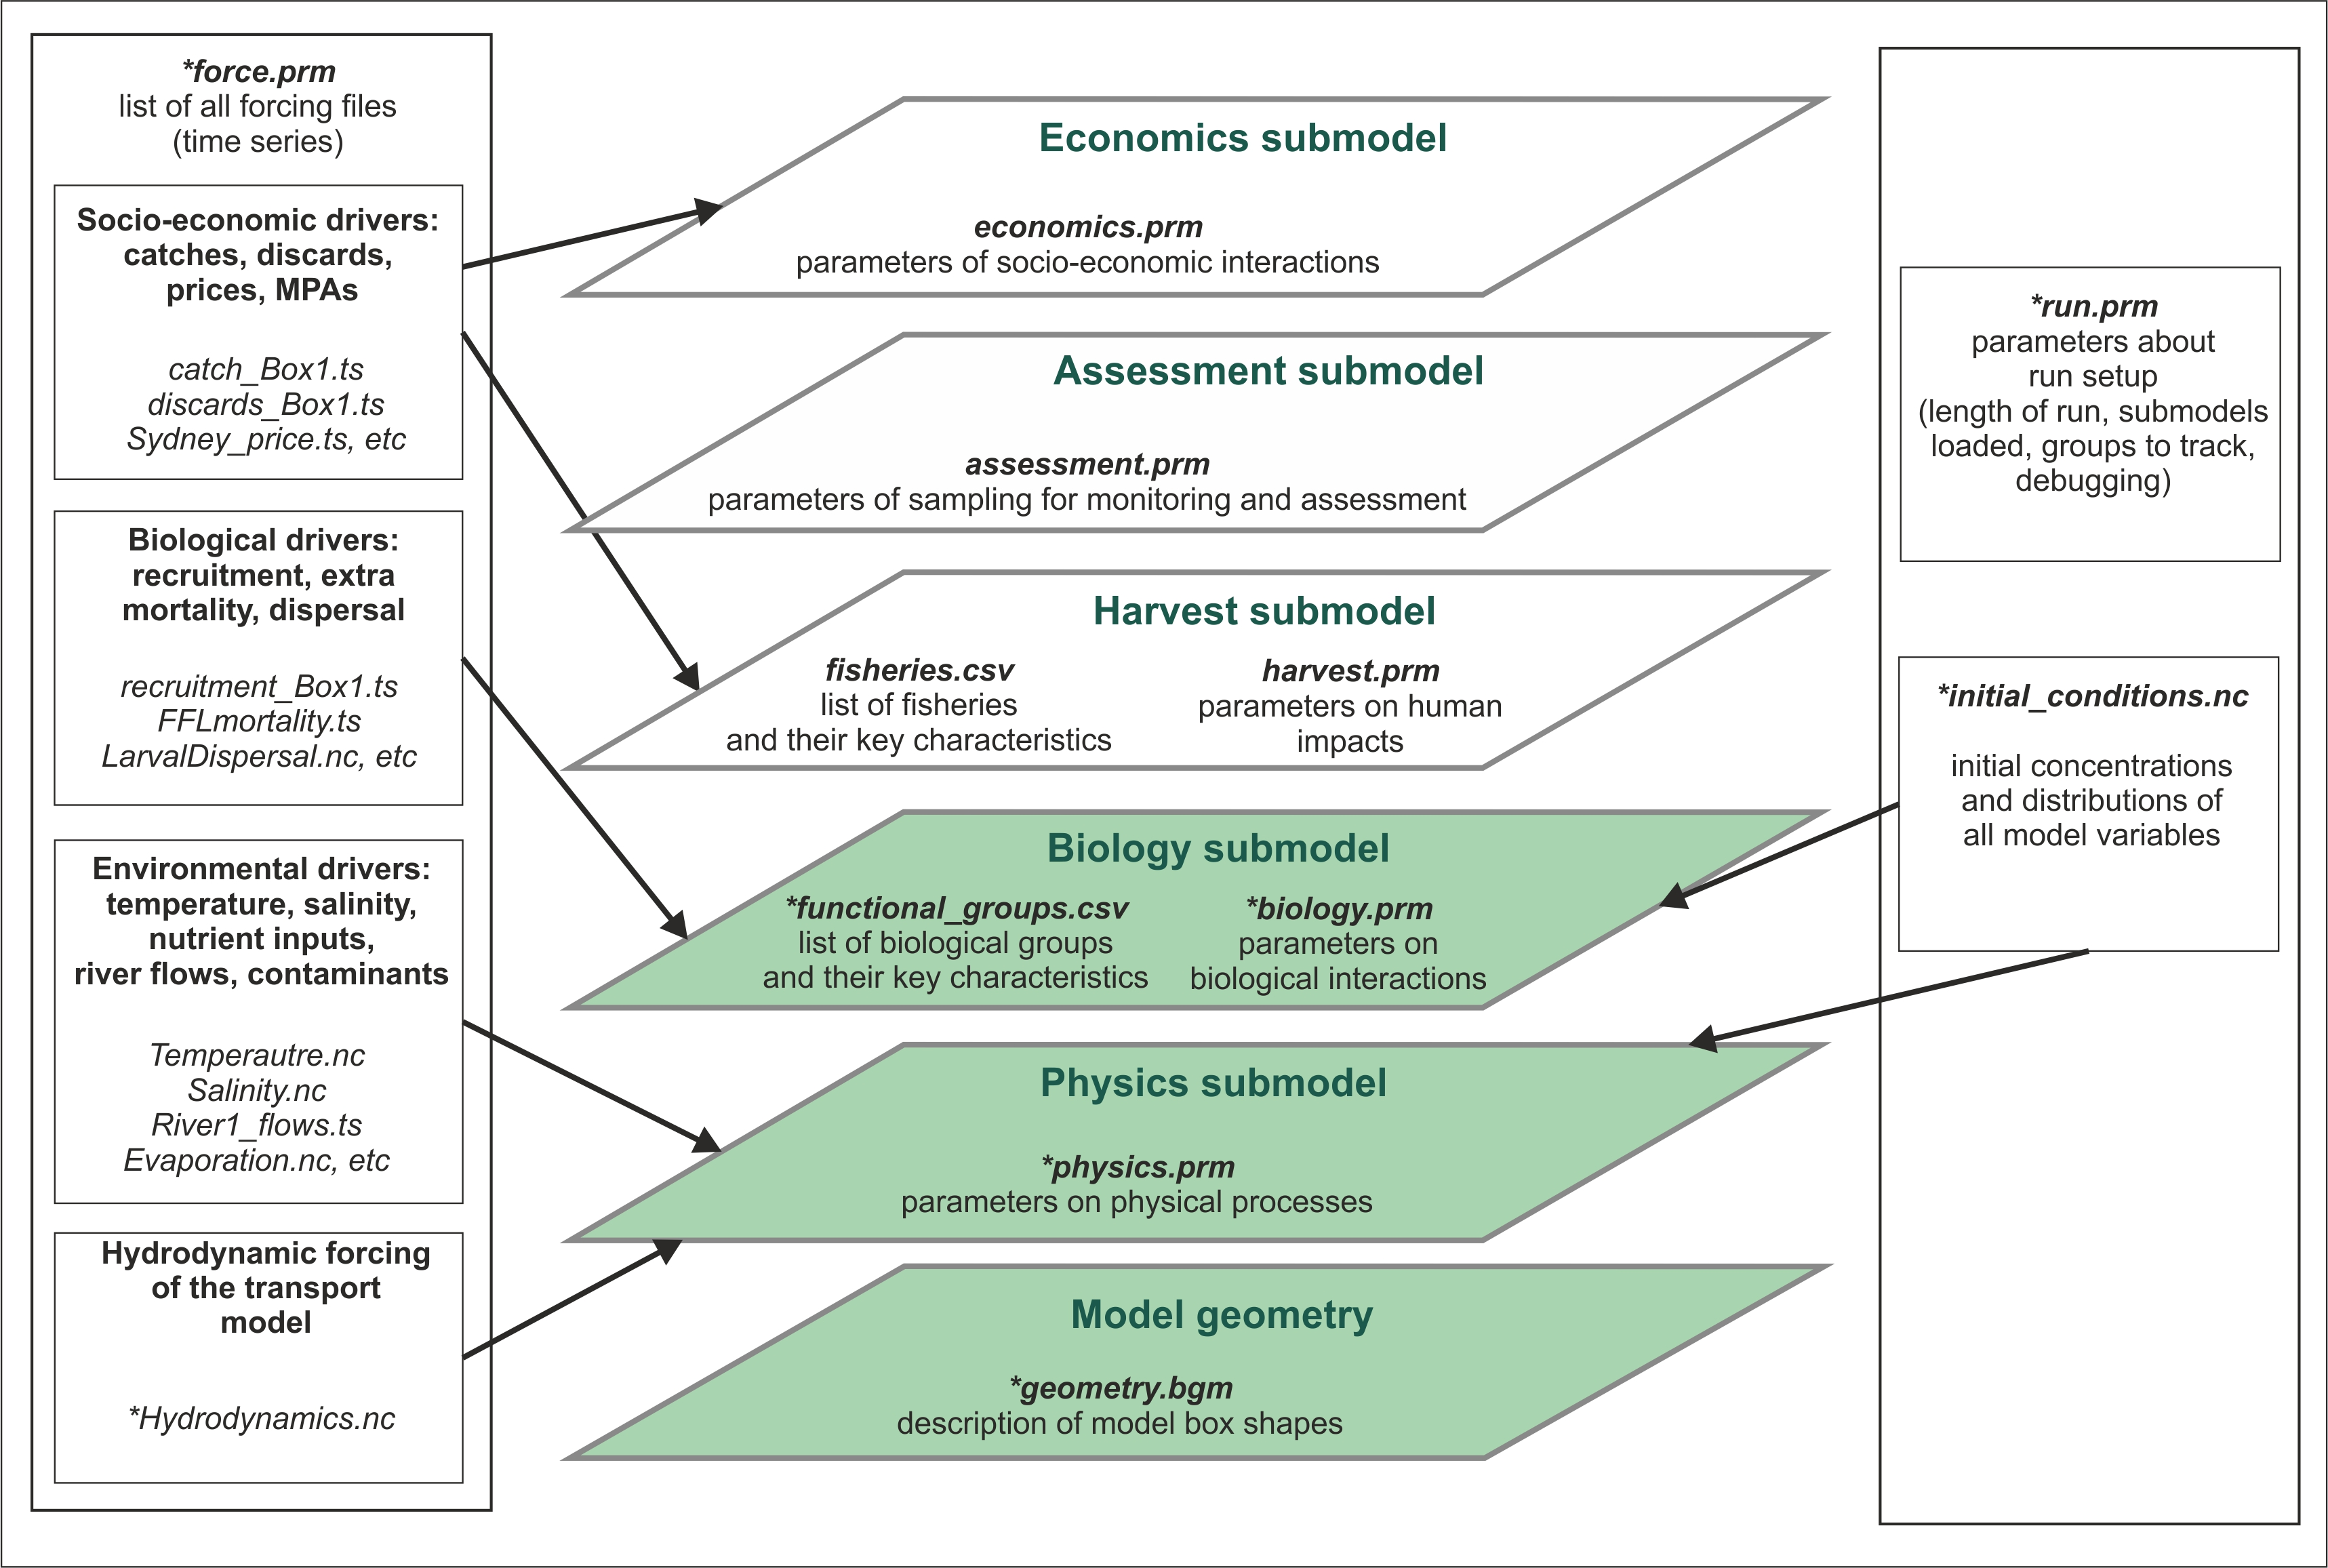 *force.prm
list of all forcing files
(time series)
Socio-economic drivers:
catches, discards,
prices, MPAs
catch_Box1.ts
discards_Box1.ts
Sydney_price.ts, etc
Biological drivers:
recruitment, extra
mortality, dispersal
recruitment_Box1.ts
FFLmortality.ts
LarvalDispersal.nc, etc
Environmental drivers:
temperature, salinity,
nutrient inputs,
river flows, contaminants
Temperautre.nc
Salinity.nc
River1_flows.ts
Evaporation.nc, etc
Hydrodynamic forcing
of the transport
model
*Hydrodynamics.nc
Economics submodel
economics.prm
parameters of socio-economic interactions
Assessment submodel
assessment.prm
parameters of sampling for monitoring and assessment
Harvest submodel
fisheries.csv
list of fisheries
and their key characteristics
harvest.prm
parameters on human
impacts
Biology submodel
*functional_groups.csv
list of biological groups
and their key characteristics
*biology.prm
parameters on
biological interactions
Physics submodel
*physics.prm
parameters on physical processes
Model geometry
*geometry.bgm
description of model box shapes
*run.prm
parameters about
run setup
(length of run, submodels
loaded, groups to track,
debugging)
*initial_conditions.nc
initial concentrations
and distributions of
all model variables